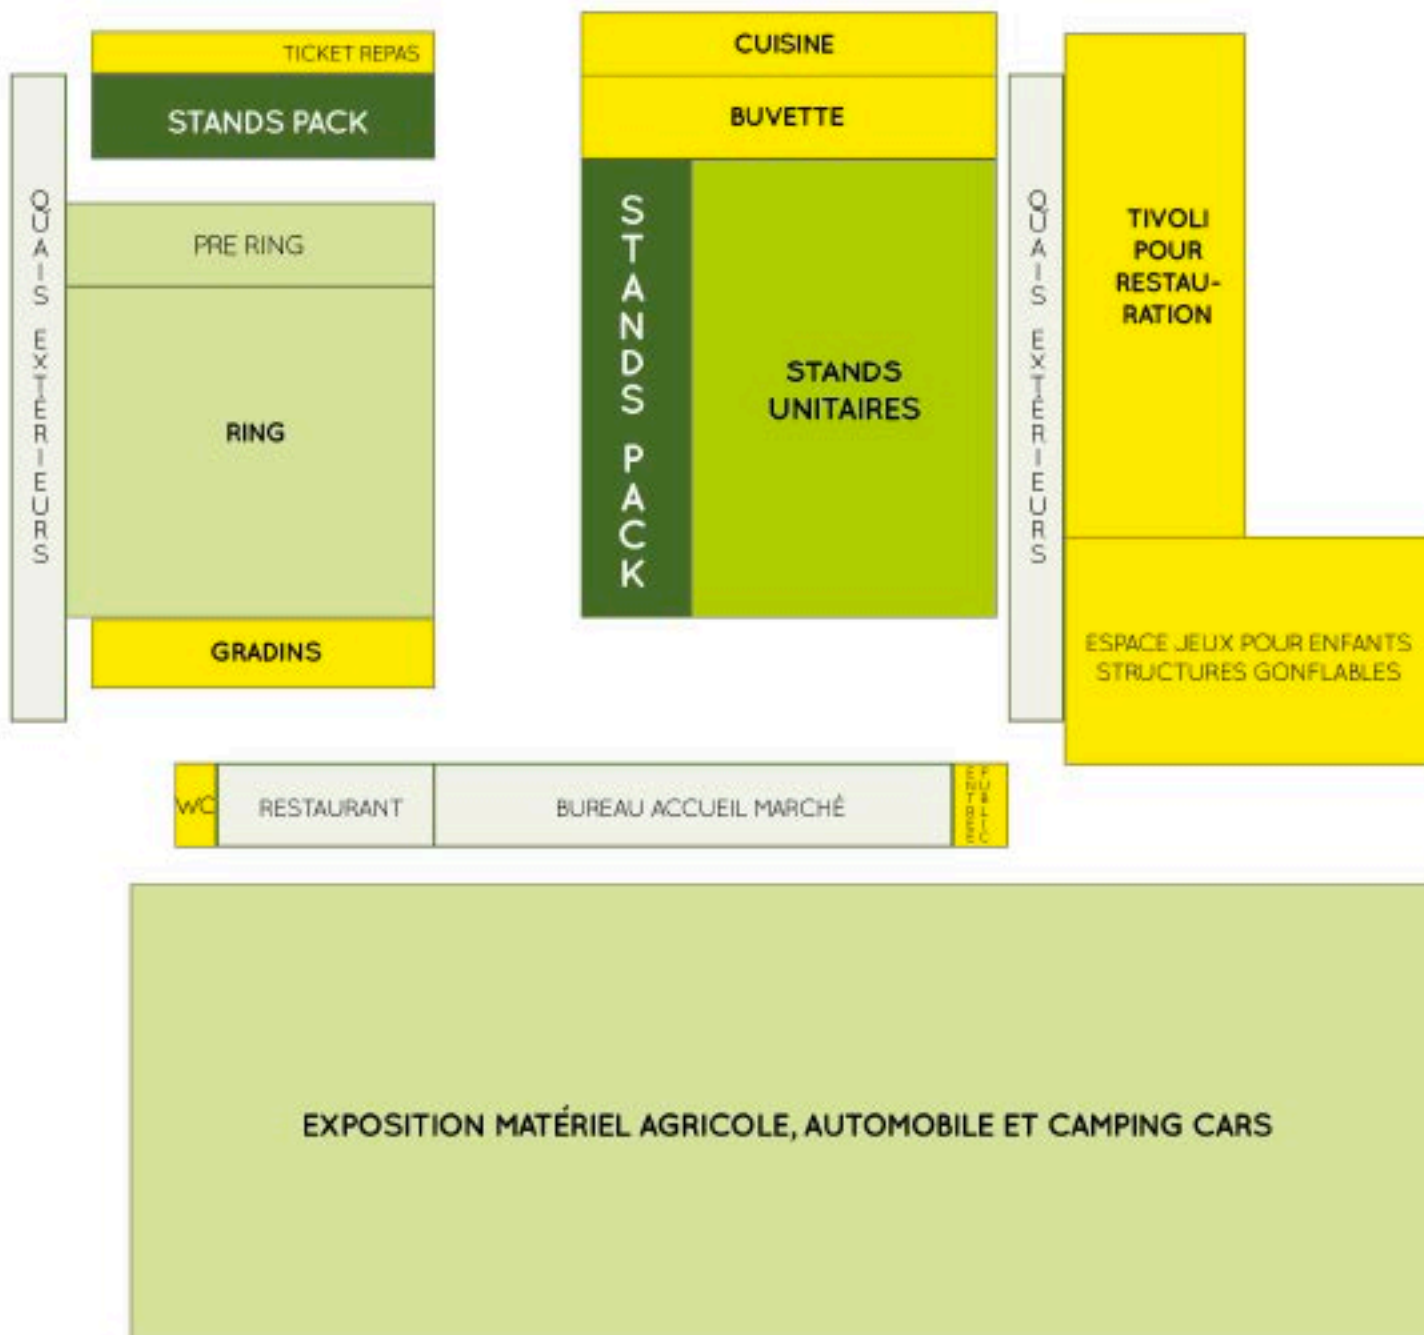 TICKET REPAS
STANDS PACK
QUAIS EXTÉRIEURS
PRE RING
RING
GRADINS
CUISINE
BUVETTE
STANDS PACK
STANDS
UNITAIRES
QUAIS EXTÉRIEURS
TIVOLI
POUR
RESTAU-
RATION
ESPACE JEUX POUR ENFANTS
STRUCTURES GONFLABLES
WC
RESTAURANT
BUREAU ACCUEIL MARCHÉ
ENTREE
PUBLIC
EXPOSITION MATÉRIEL AGRICOLE, AUTOMOBILE ET CAMPING CARS